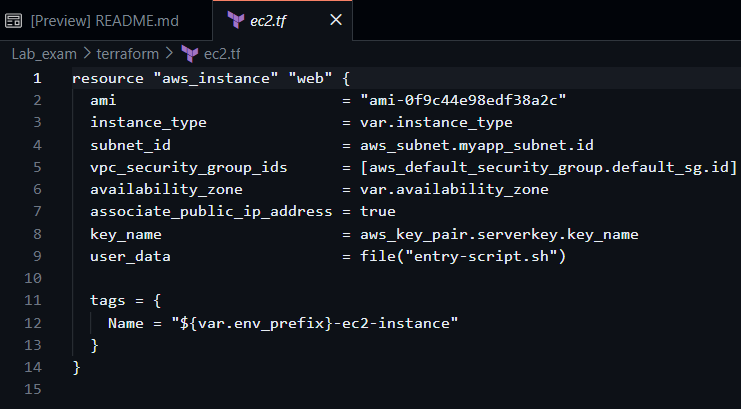 [Preview] README.md
ec2.tf
Lab_exam > terraform > ec2.tf
1 resource "aws_instance" "web" {
2 ami = "ami-0f9c44e98edf38a2c"
3 instance_type = var.instance_type
4 subnet_id = aws_subnet.myapp_subnet.id
5 vpc_security_group_ids = [aws_default_security_group.default_sg.id]
6 availability_zone = var.availability_zone
7 associate_public_ip_address = true
8 key_name = aws_key_pair.serverkey.key_name
9 user_data = file("entry-script.sh")
10
11 tags = {
12 Name = "${var.env_prefix}-ec2-instance"
13 }
14 }
15